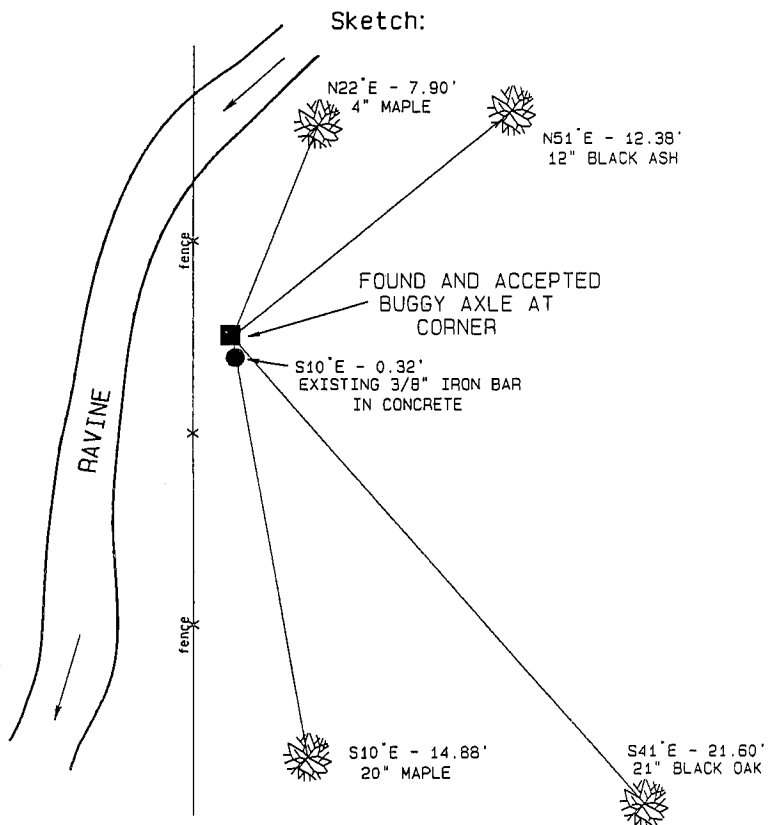 Sketch:
N22°E - 7.90'
4" MAPLE
N51°E - 12.38'
12" BLACK ASH
fence
FOUND AND ACCEPTED
BUGGY AXLE AT
CORNER
S10°E - 0.32'
EXISTING 3/8" IRON BAR
IN CONCRETE
RAVINE
fence
S10°E - 14.88'
20" MAPLE
S41°E - 21.60'
21" BLACK OAK